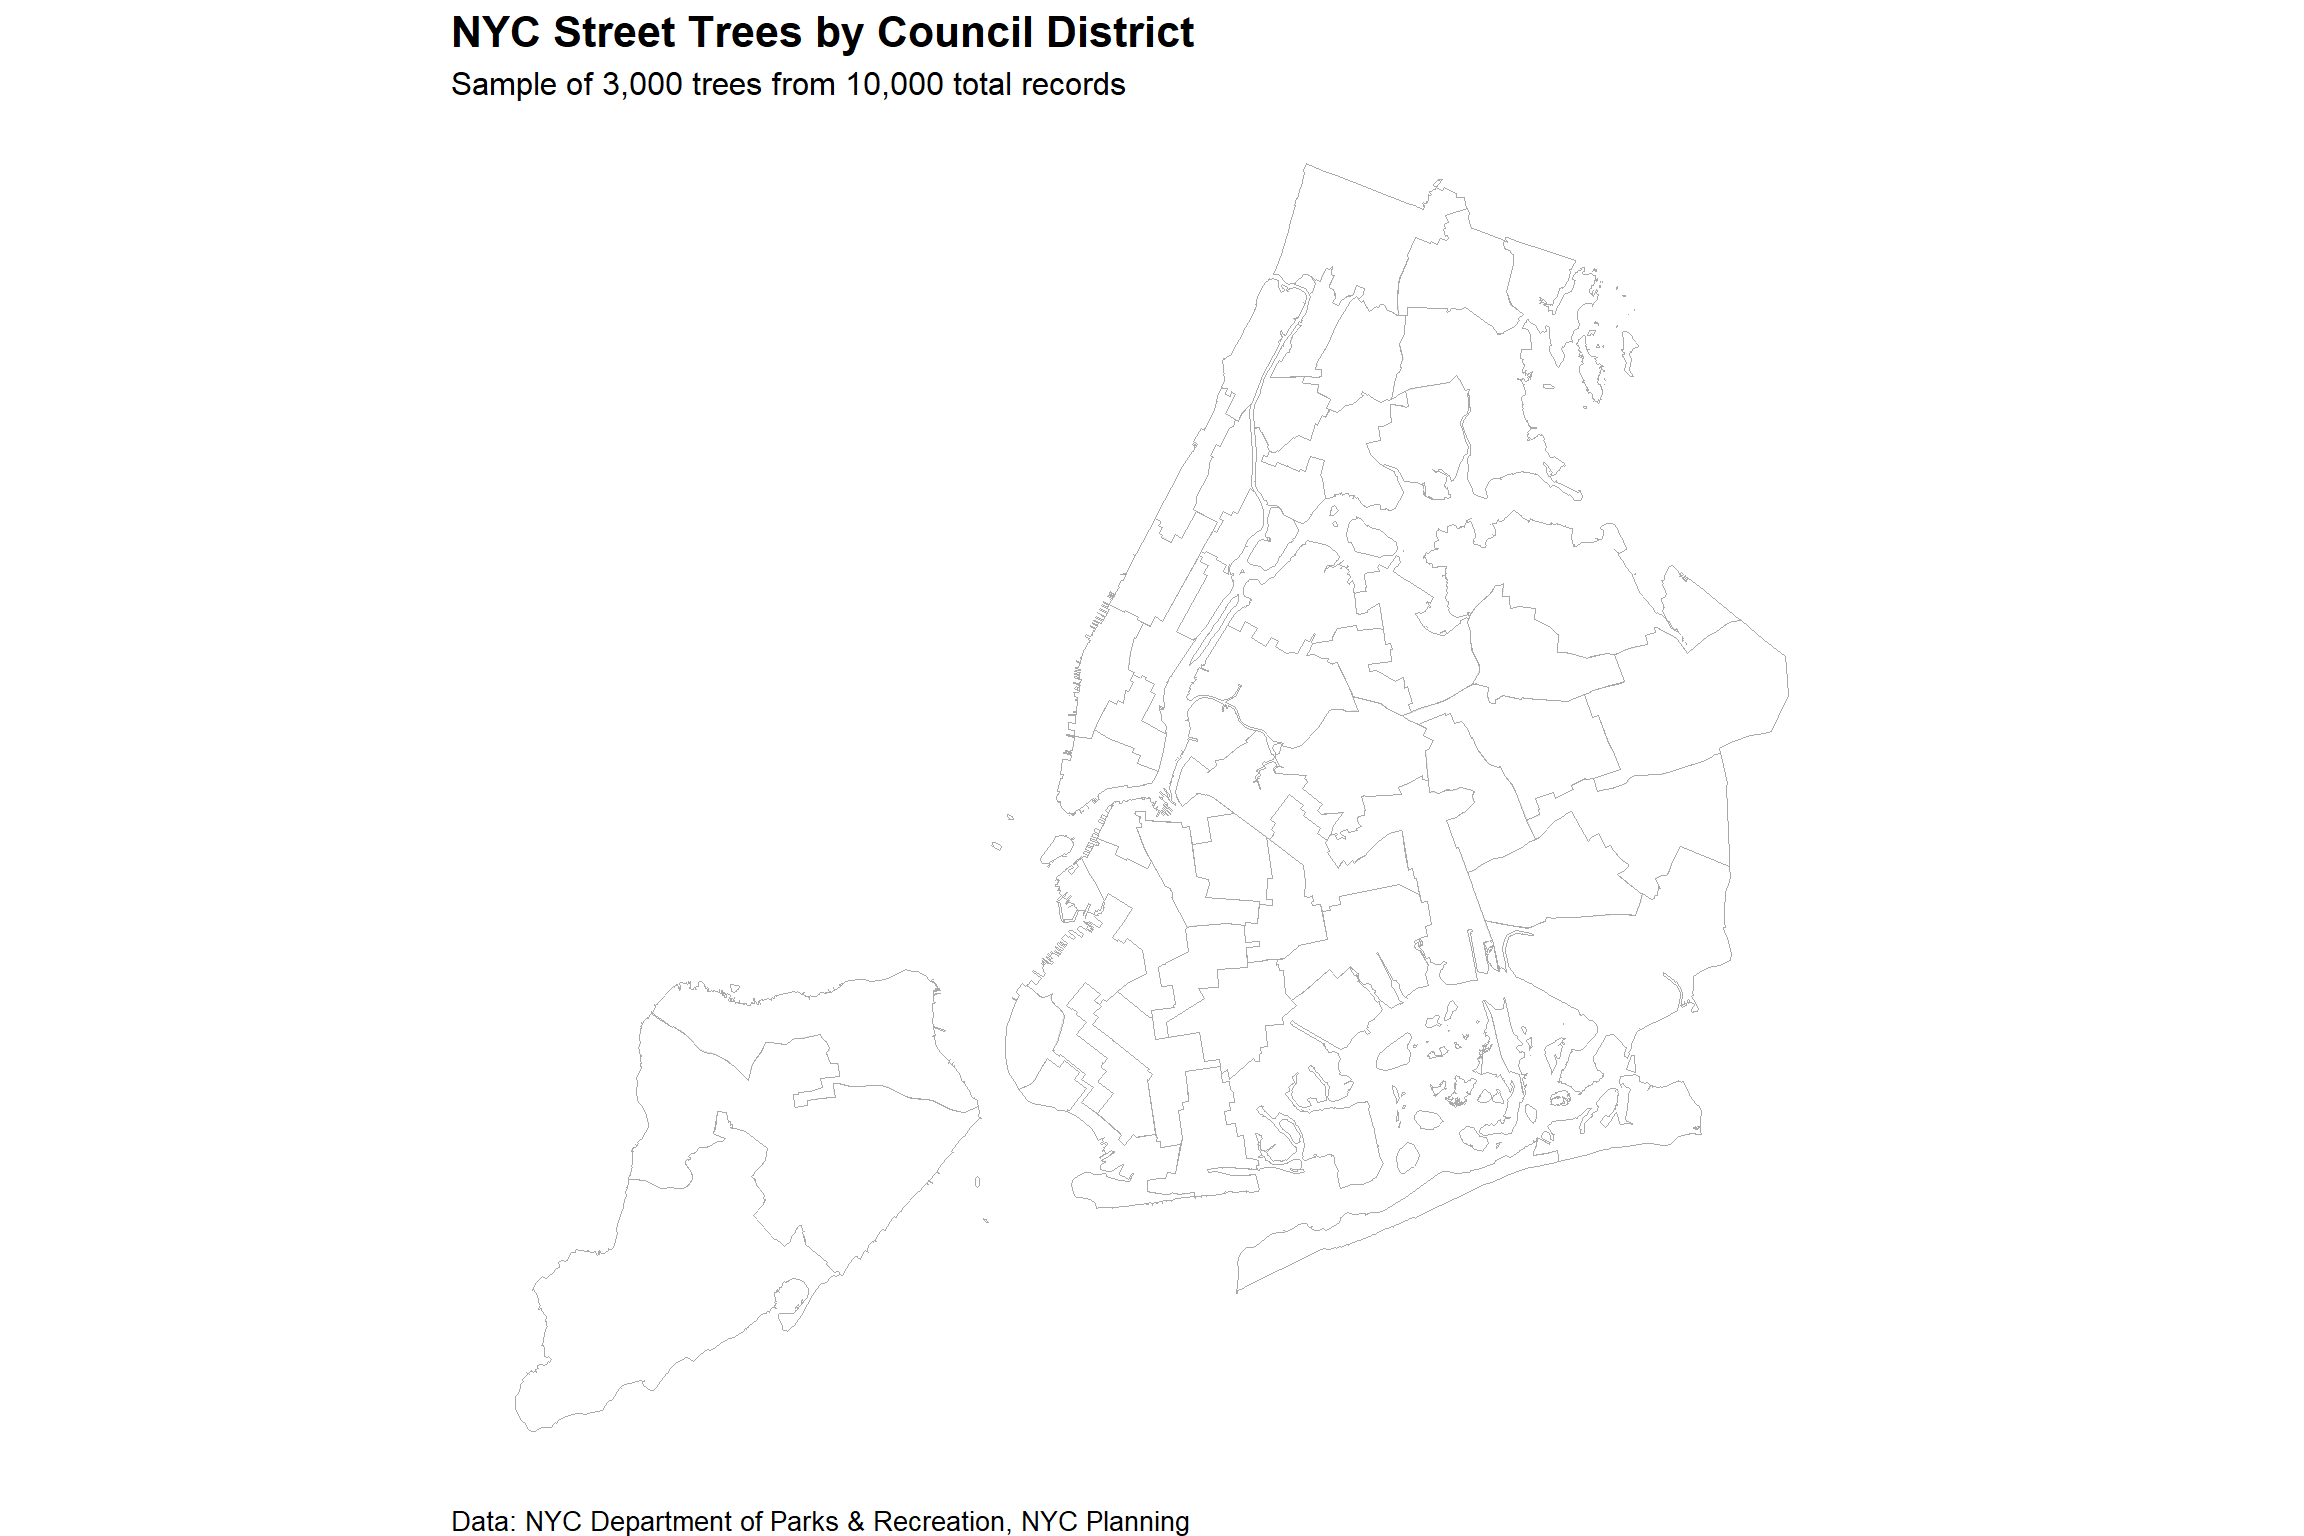 NYC Street Trees by Council District
Sample of 3,000 trees from 10,000 total records
Data: NYC Department of Parks & Recreation, NYC Planning